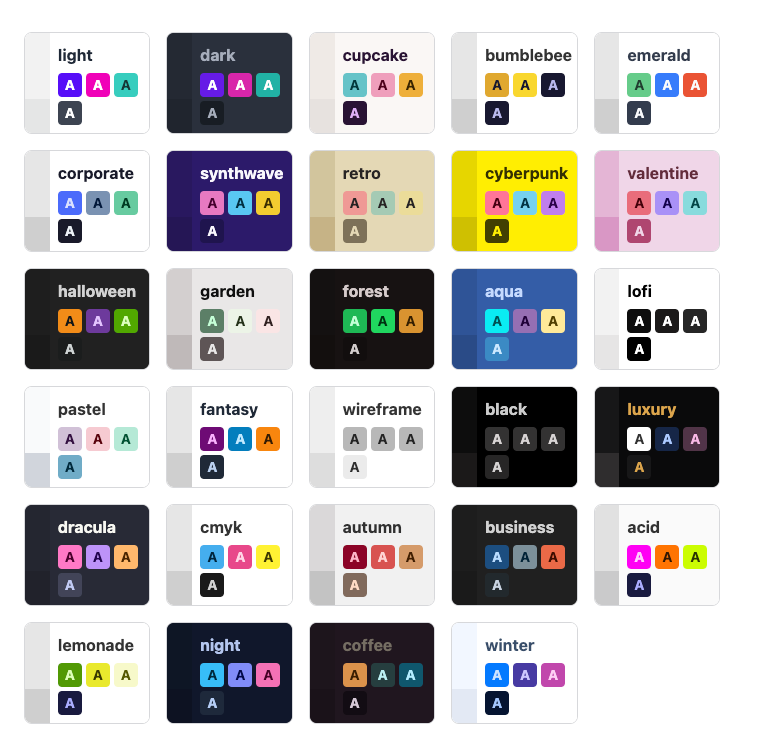 light
A A A
A
dark
A A A
A
cupcake
A A A
A
bumblebee
A A A
A
emerald
A A A
A
corporate
A A A
A
synthwave
A A A
A
retro
A A A
A
cyberpunk
A A A
A
valentine
A A A
A
halloween
A A A
A
garden
A A A
A
forest
A A A
A
aqua
A A A
A
lofi
A A A
A
pastel
A A A
A
fantasy
A A A
A
wireframe
A A A
A
black
A A A
A
luxury
A A A
A
dracula
A A A
A
cmyk
A A A
A
autumn
A A A
A
business
A A A
A
acid
A A A
A
lemonade
A A A
A
night
A A A
A
coffee
A A A
A
winter
A A A
A